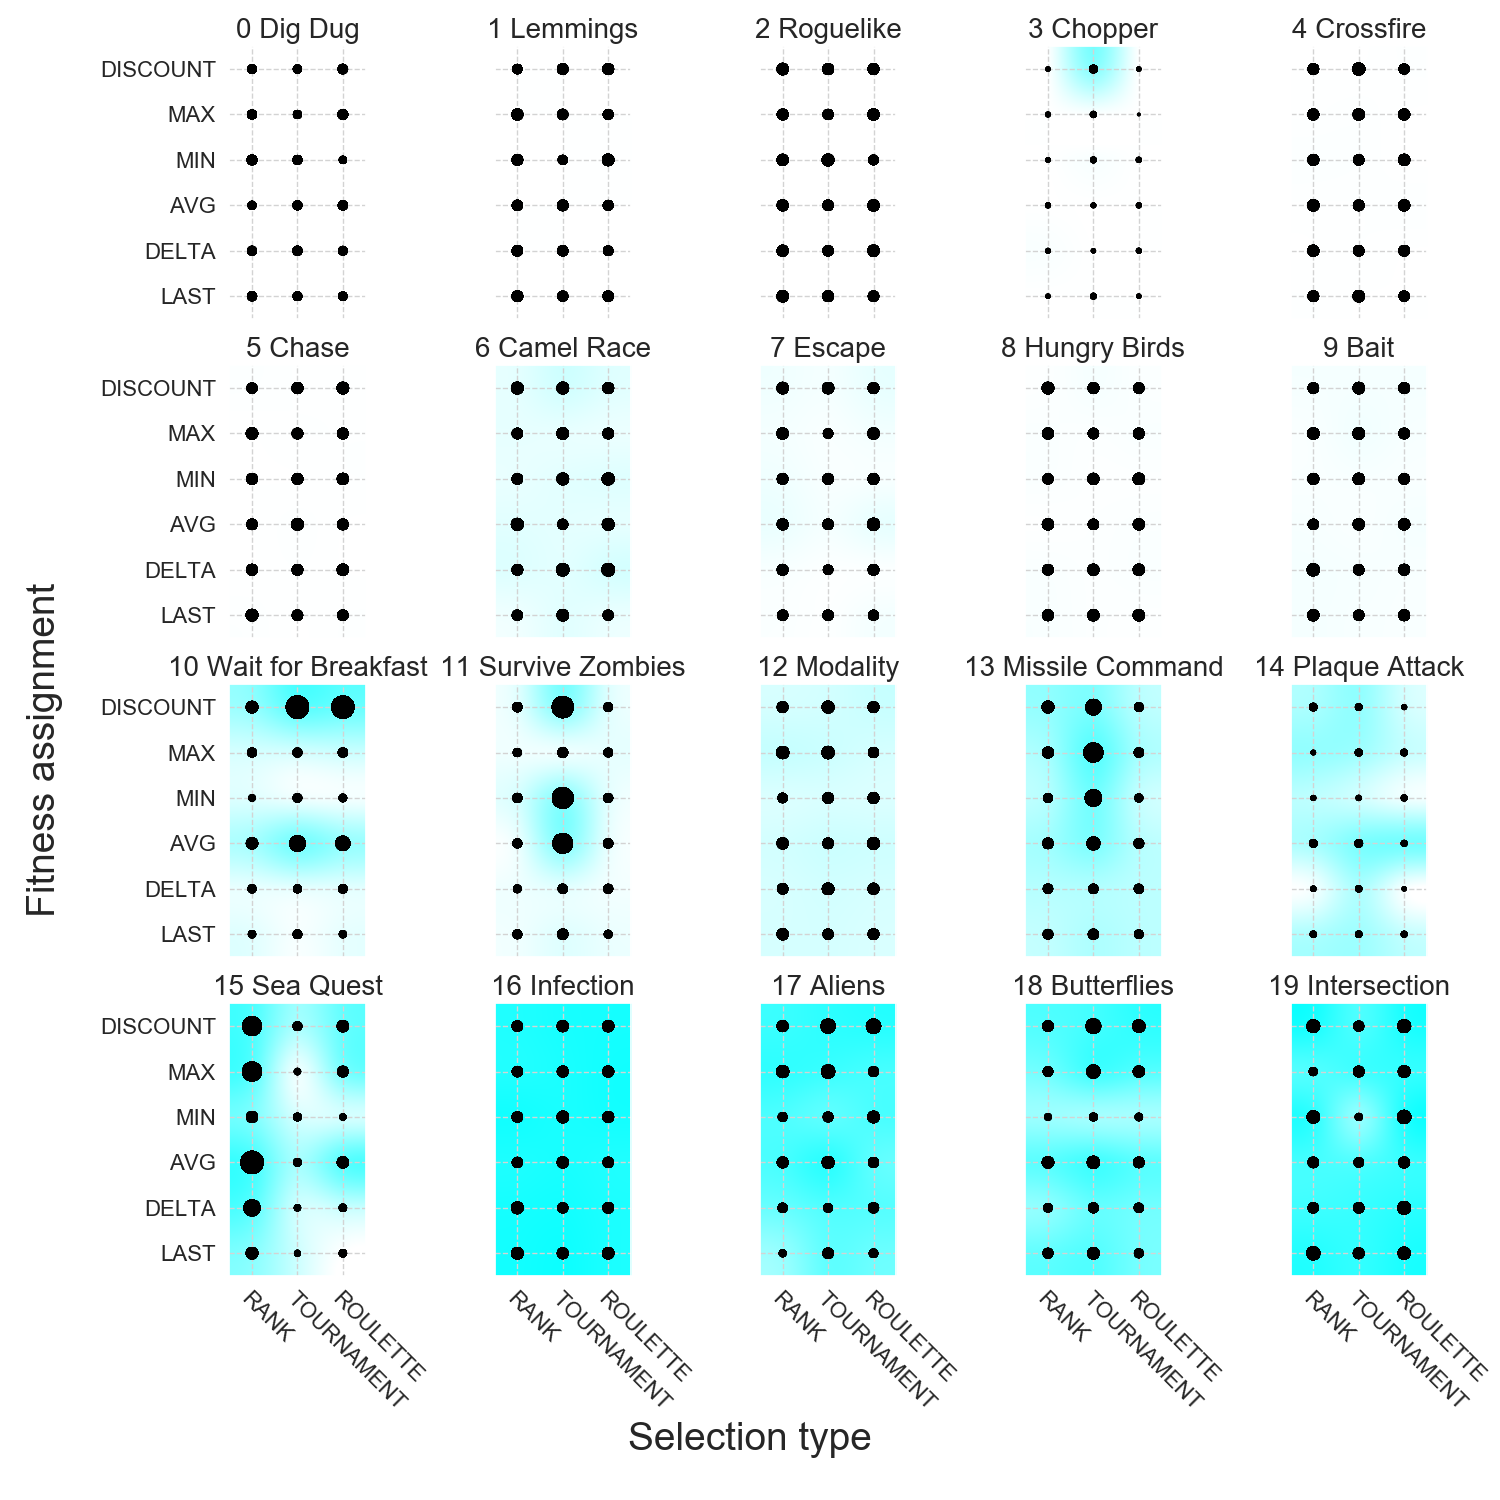 0 Dig Dug
1 Lemmings
2 Roguelike
3 Chopper
4 Crossfire
DISCOUNT
MAX
MIN
AVG
DELTA
LAST
5 Chase
6 Camel Race
7 Escape
8 Hungry Birds
9 Bait
DISCOUNT
MAX
MIN
AVG
DELTA
LAST
10 Wait for Breakfast
11 Survive Zombies
12 Modality
13 Missile Command
14 Plaque Attack
DISCOUNT
MAX
MIN
AVG
DELTA
LAST
15 Sea Quest
16 Infection
17 Aliens
18 Butterflies
19 Intersection
DISCOUNT
MAX
MIN
AVG
DELTA
LAST
RANK
TOURNAMENT
ROULETTE
RANK
TOURNAMENT
ROULETTE
RANK
TOURNAMENT
ROULETTE
RANK
TOURNAMENT
ROULETTE
RANK
TOURNAMENT
ROULETTE
Fitness assignment
Selection type